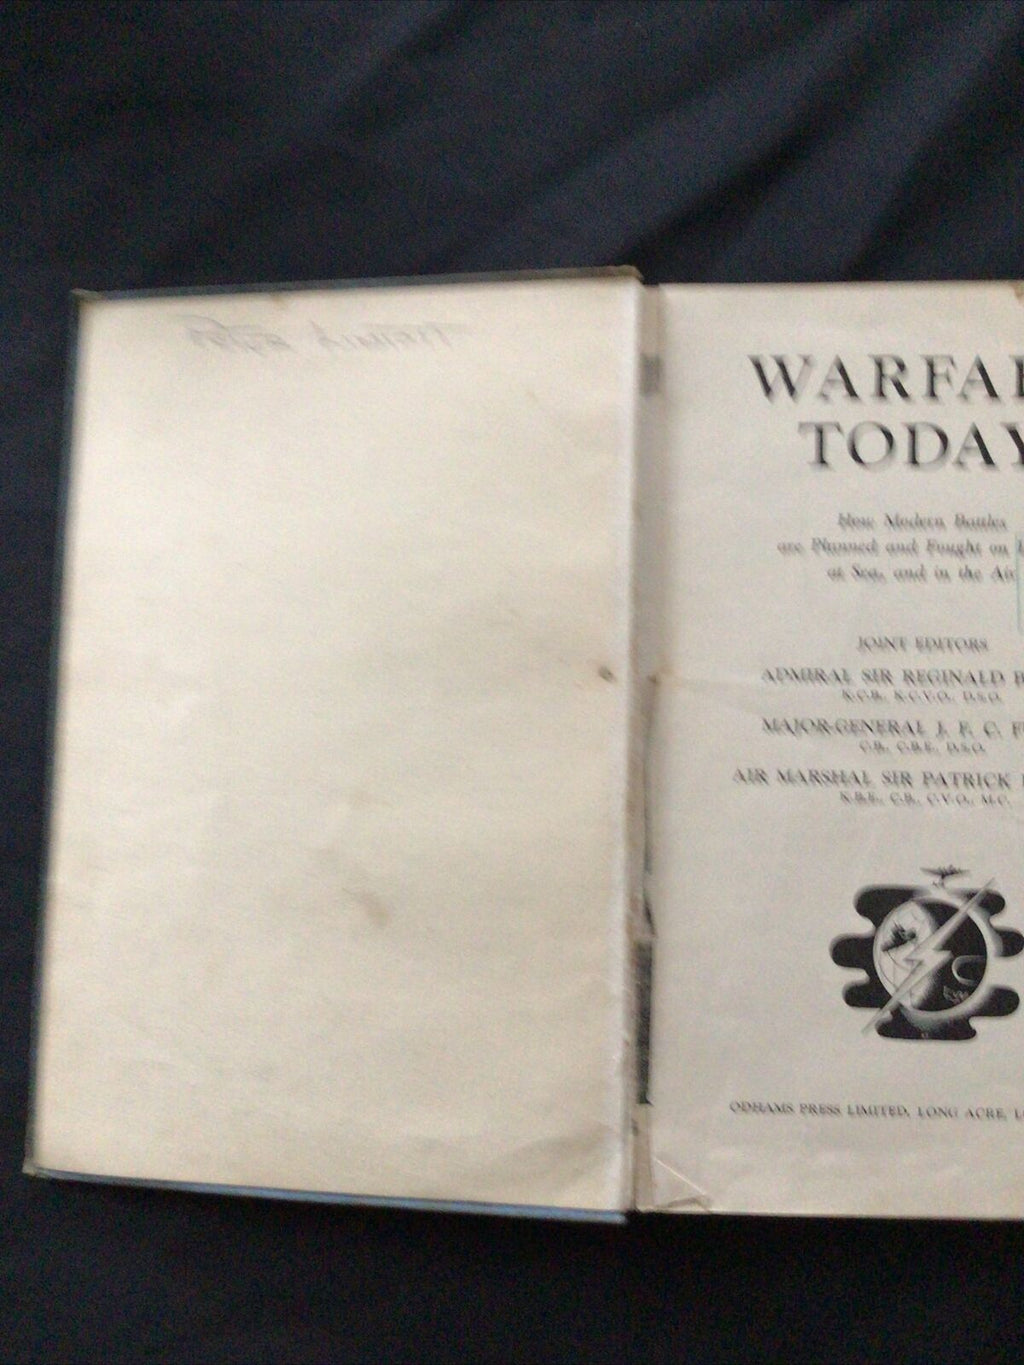 WARFAR
TODAY
How Modern Battles
are Planned and Fought on
at Sea, and in the Air
JOINT EDITORS
ADMIRAL SIR REGINALD B
K.C.B., K.C.V.O., D.S.O.
MAJOR-GENERAL J. F. C. F
C.B., C.B.E., D.S.O.
AIR MARSHAL SIR PATRICK
K.B.E., C.B., C.V.O., M.C.
ODHAMS PRESS LIMITED, LONG ACRE, L